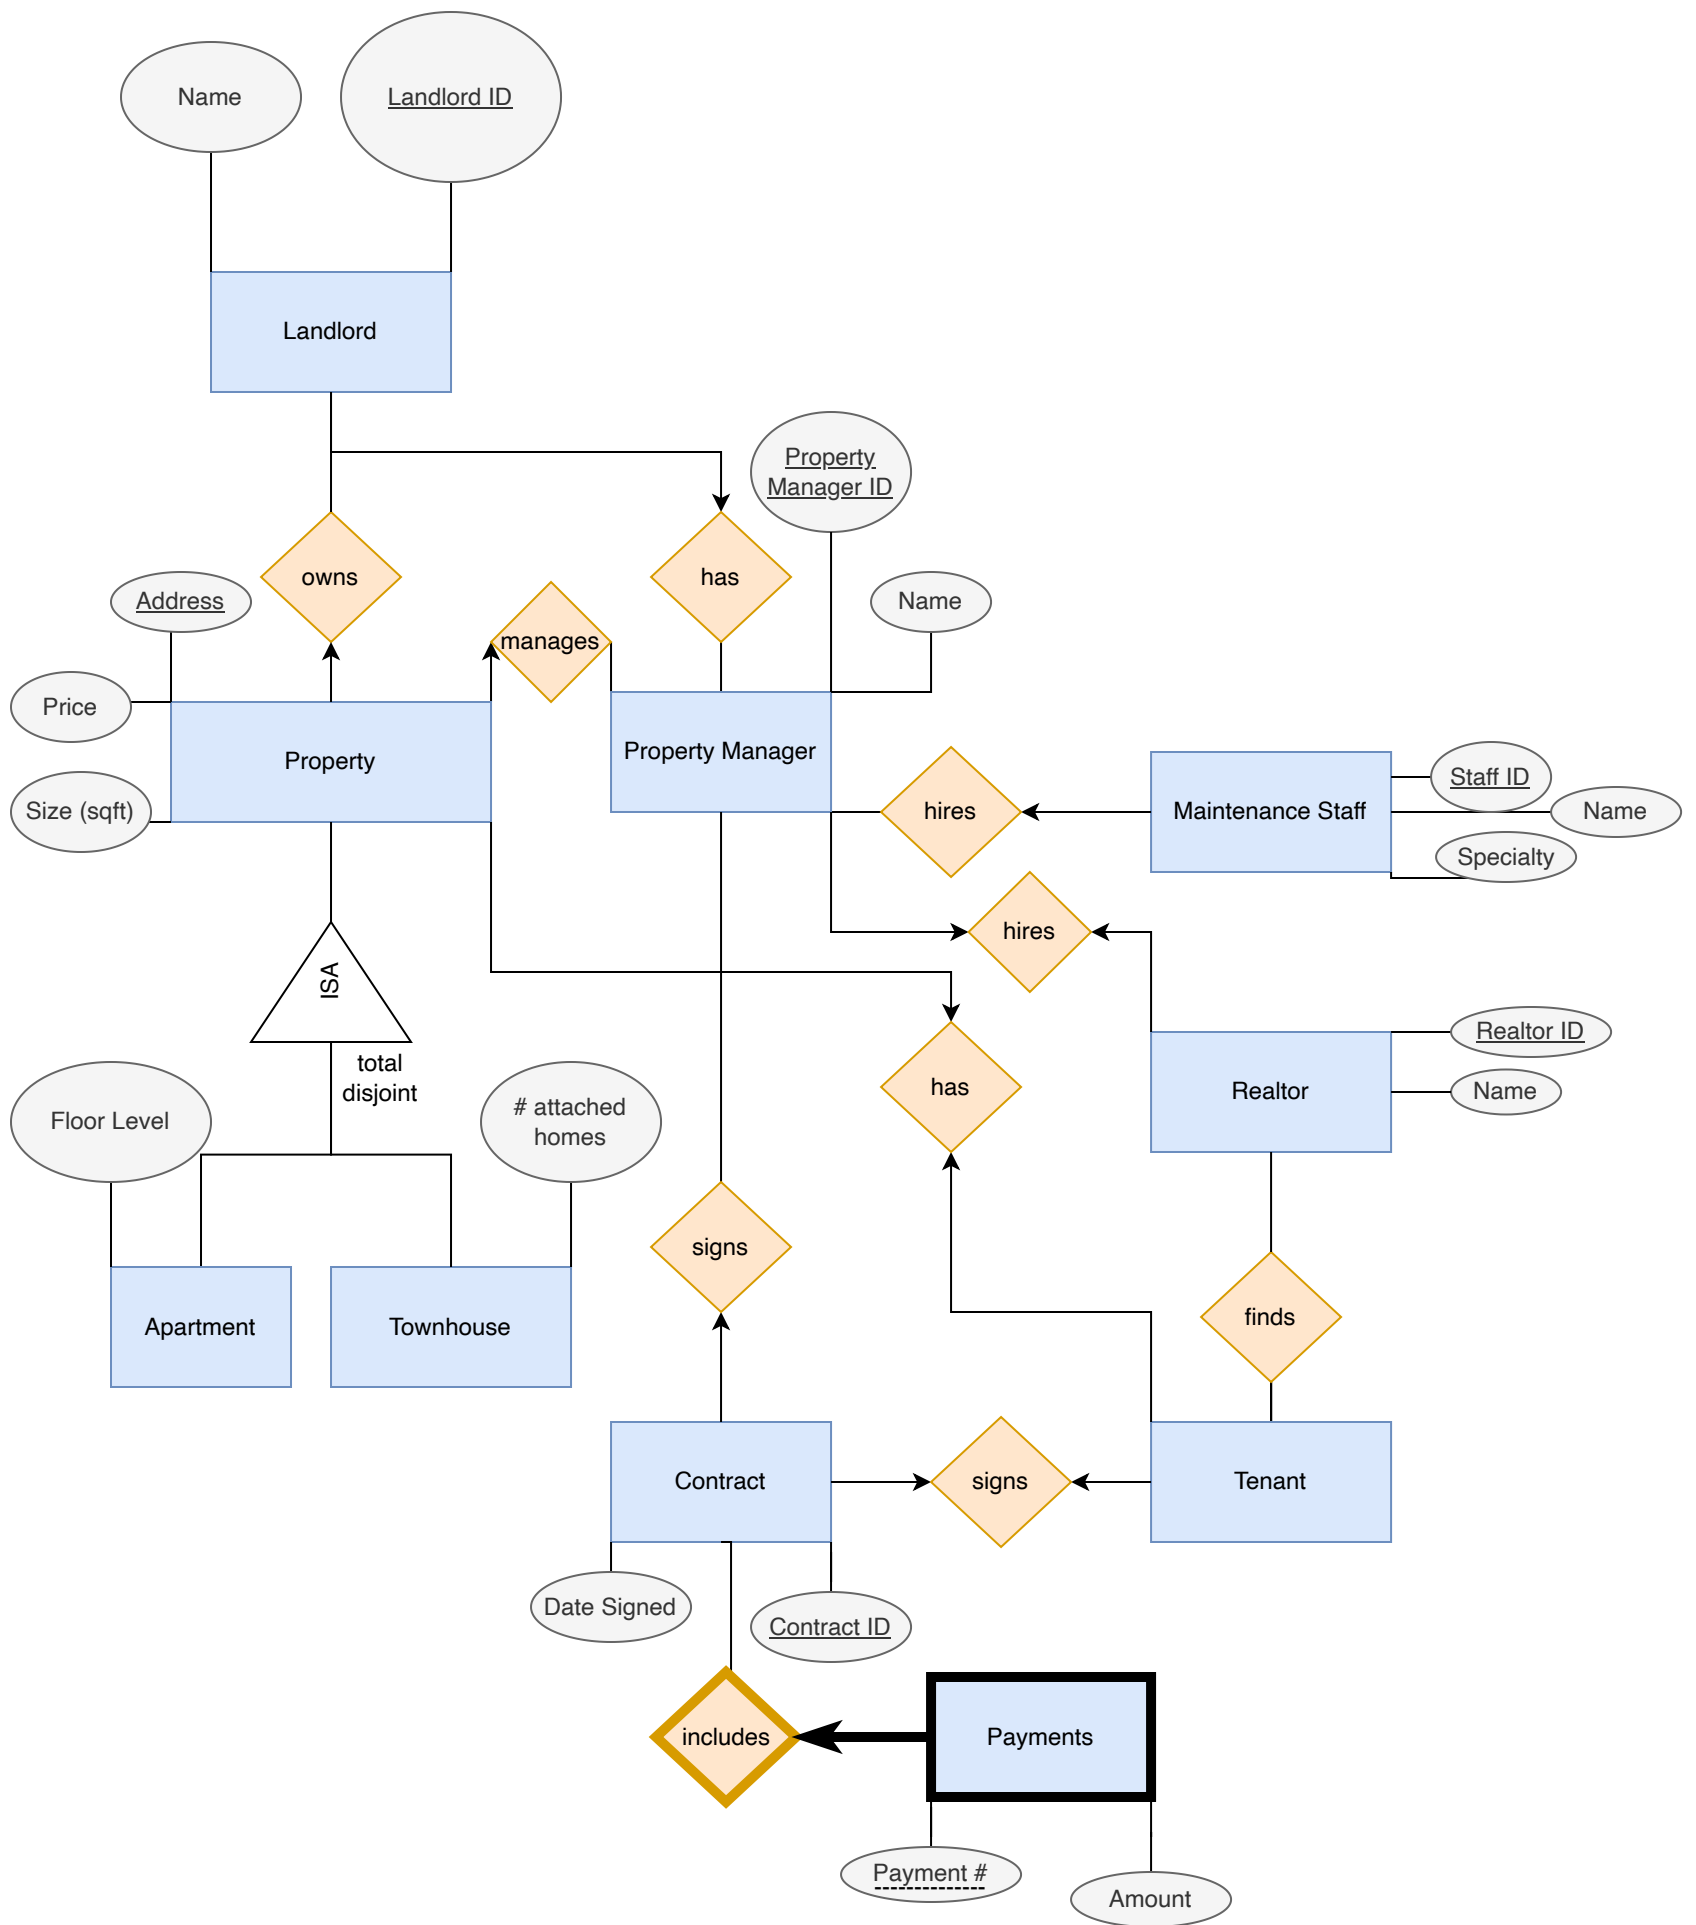 Name
Landlord ID
Landlord
Property
Manager ID
owns
has
Address
Name
manages
Price
Property
Property Manager
Size (sqft)
hires
Maintenance Staff
Staff ID
Name
Specialty
hires
ISA
total
disjoint
has
Realtor
Realtor ID
Name
Floor Level
# attached
homes
signs
finds
Apartment
Townhouse
Contract
signs
Tenant
Date Signed
Contract ID
includes
Payments
Payment #
Amount